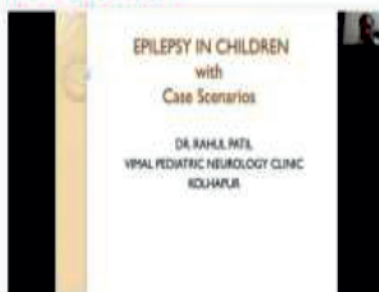 EPILEPSY IN CHILDREN
with
Case Scenarios
DR. RAHUL PATIL
VIMAL PEDIATRIC NEUROLOGY CLINIC
KOLHAPUR